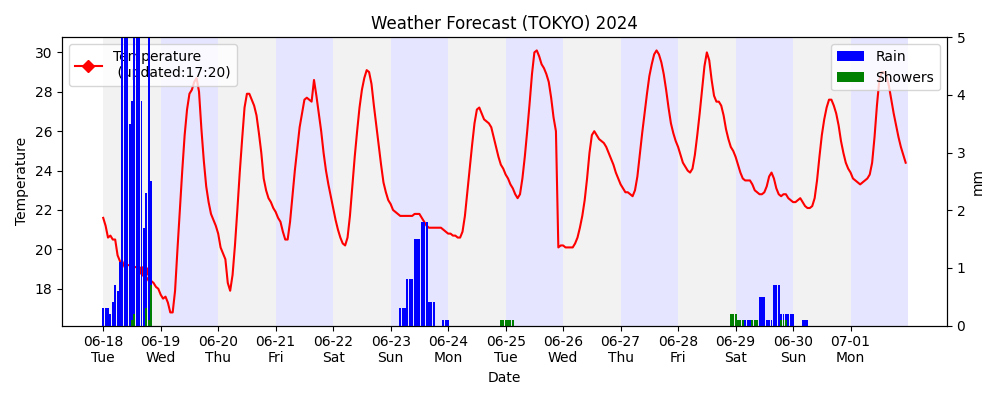 Weather Forecast (TOKYO) 2024
Temperature
(updated:17:20)
Rain
Showers
Temperature
30
28
26
24
22
20
18
5
4
3
2
1
0
mm
06-18 06-19 06-20 06-21 06-22 06-23 06-24 06-25 06-26 06-27 06-28 06-29 06-30 07-01
Tue Wed Thu Fri Sat Sun Mon Tue Wed Thu Fri Sat Sun Mon
Date